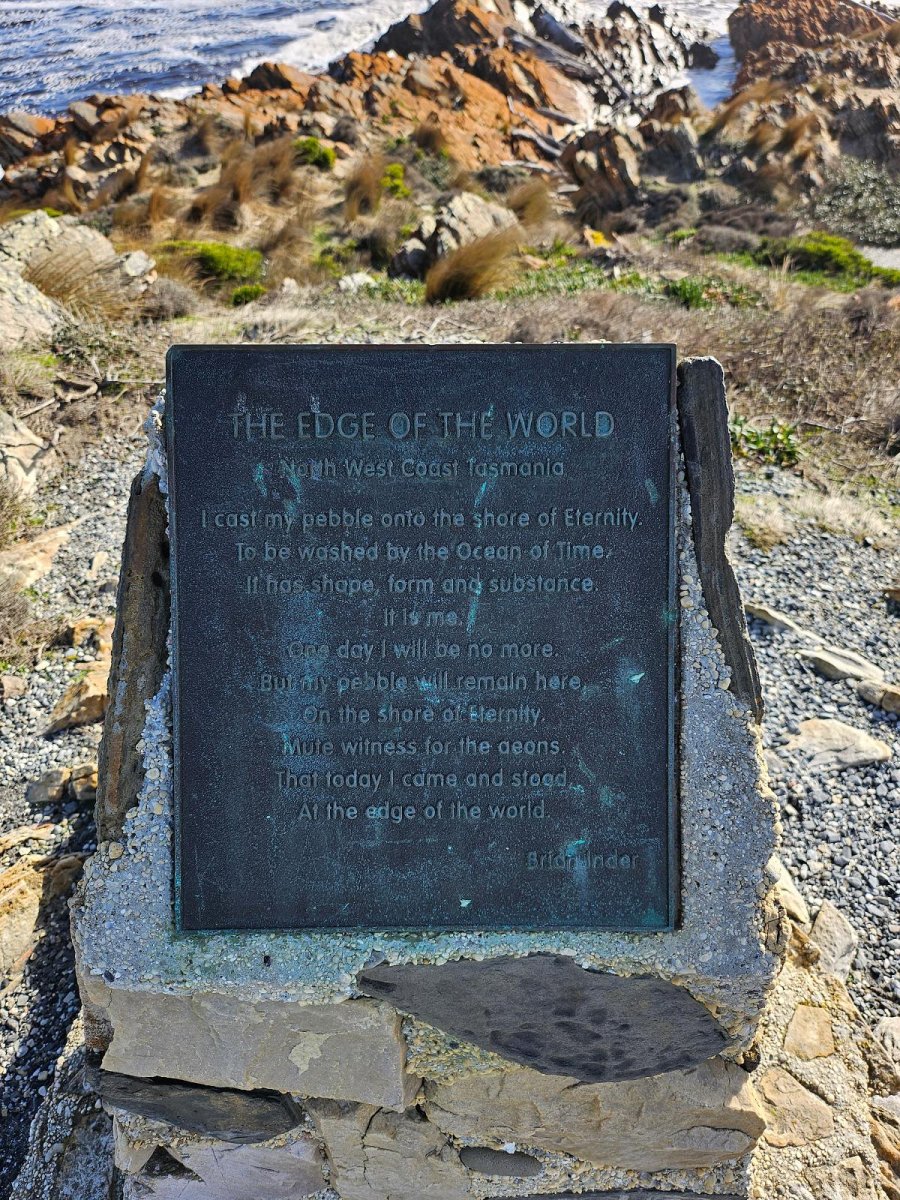 THE EDGE OF THE WORLD
North West Coast Tasmania
I cast my pebble onto the shore of Eternity.
To be washed by the Ocean of Time.
It has shape, form and substance.
It is me.
One day I will be no more.
But my pebble will remain here.
On the shore of Eternity.
Mute witness for the aeons.
That today I came and stood
At the edge of the world.
Brian Inder